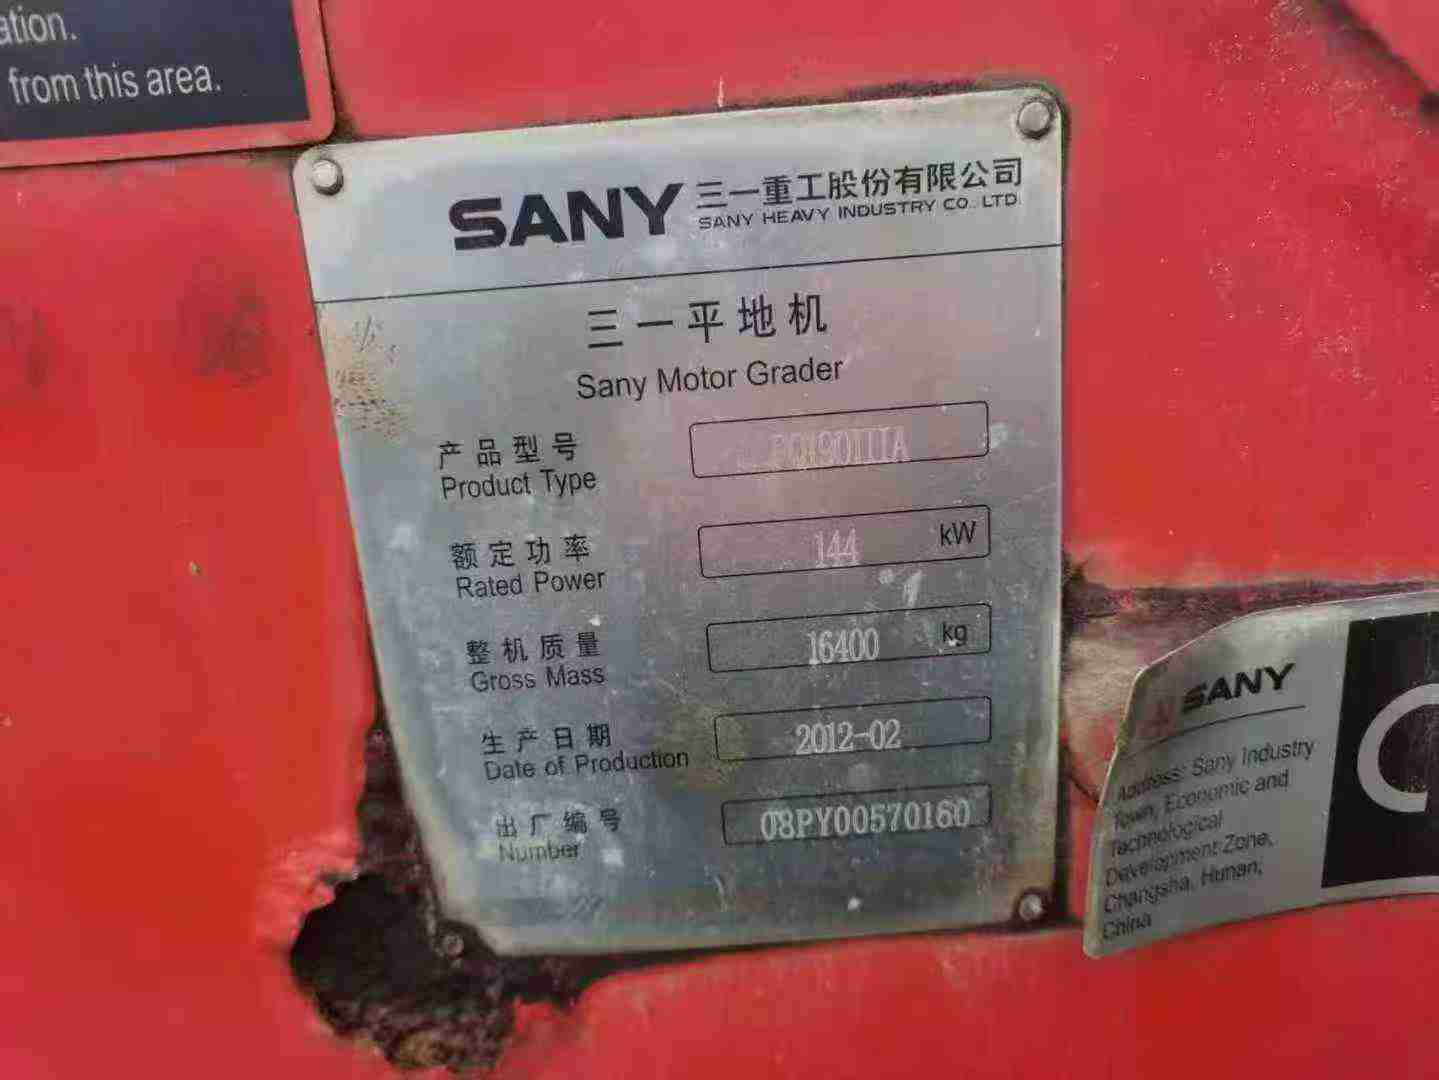 ation.
from this area.
SANY 三一重工股份有限公司
SANY HEAVY INDUSTRY CO., LTD.
三一平地机
Sany Motor Grader
产品型号
Product Type
PQ190IIIA
额定功率
Rated Power
144 kW
整机质量
Gross Mass
16400 kg
生产日期
Date of Production
2012-02
出厂编号
Number
08PY00570160
SANY
Address: Sany Industry
Town, Economic and
Technological
Development Zone,
Changsha, Hunan,
China